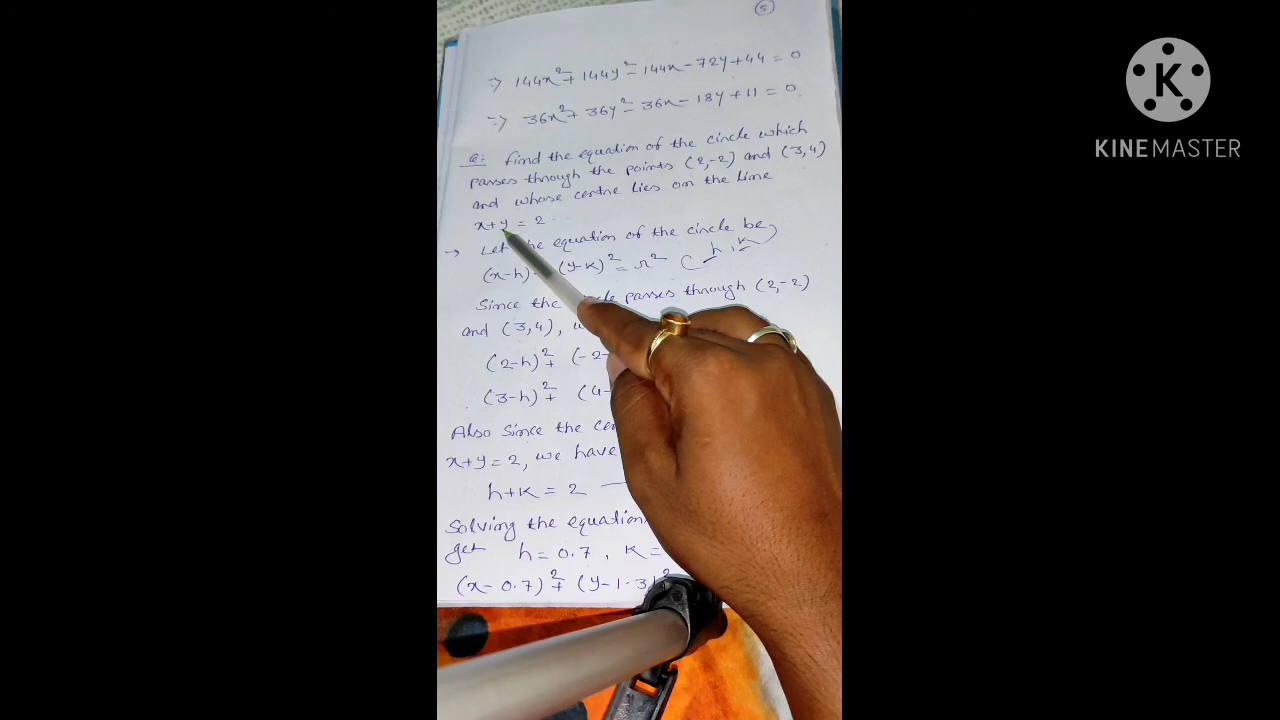 5
⇒ 144x²+ 144y²- 144x - 72y + 44 = 0
⇒ 36x²+ 36y²- 36x - 18y + 11 = 0
Q: Find the equation of the circle which
passes through the points (2,-2) and (3,4)
and whose centre lies on the line
x+y = 2.
→ Let the equation of the circle be
(x-h) (y-k)² = r² (h, k)
Since the circle passes through (2,-2)
and (3,4),
(2-h)²+ (-2-
(3-h)²+ (4-
Also since the cen
x+y = 2, we have
h+k = 2
Solving the equation
get h = 0.7, k =
(x-0.7)²+ (y-1.3)²
K
KINEMASTER